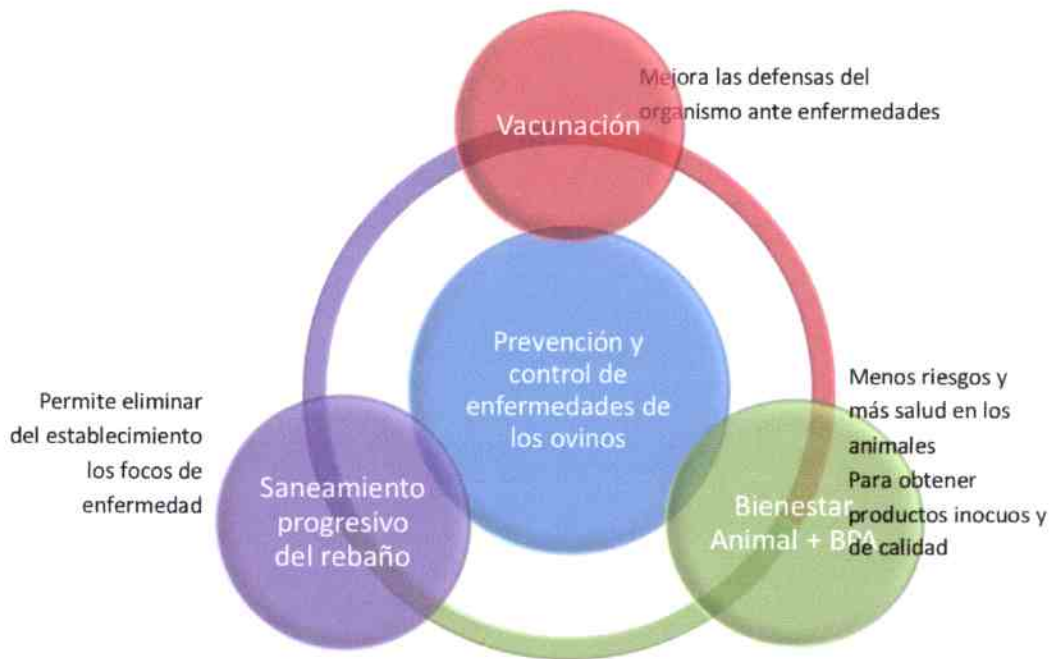 Vacunación
Mejora las defensas del
organismo ante enfermedades
Prevención y
control de
enfermedades de
los ovinos
Permite eliminar
del establecimiento
los focos de
enfermedad
Saneamiento
progresivo
del rebaño
Bienestar
Animal + BPA
Menos riesgos y
más salud en los
animales
Para obtener
productos inocuos y
de calidad